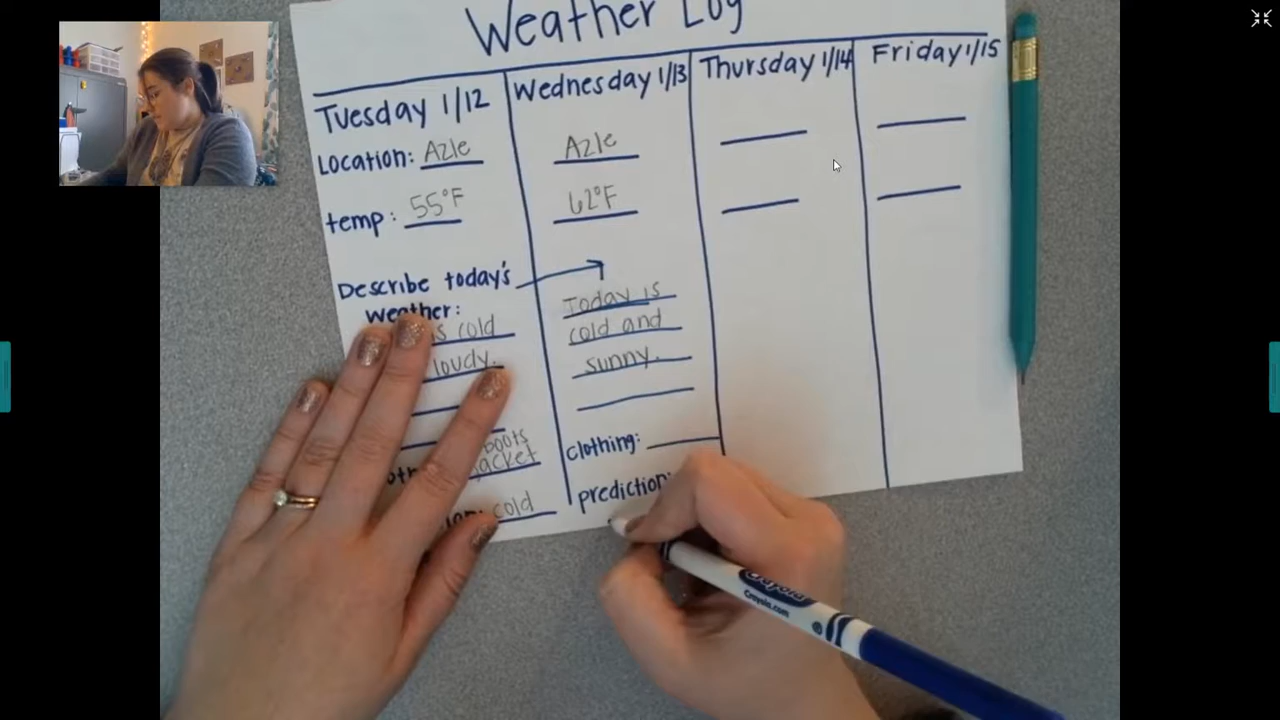 Weather Log
Tuesday 1/12
Location: Azle
temp: 55°F
Describe today's
weather:
cold
boots
jacket
cold
Wednesday 1/13
Azle
62°F
Today is
cold and
sunny.
clothing:
prediction:
Thursday 1/14
Friday 1/15
Crayola
Crayola.com